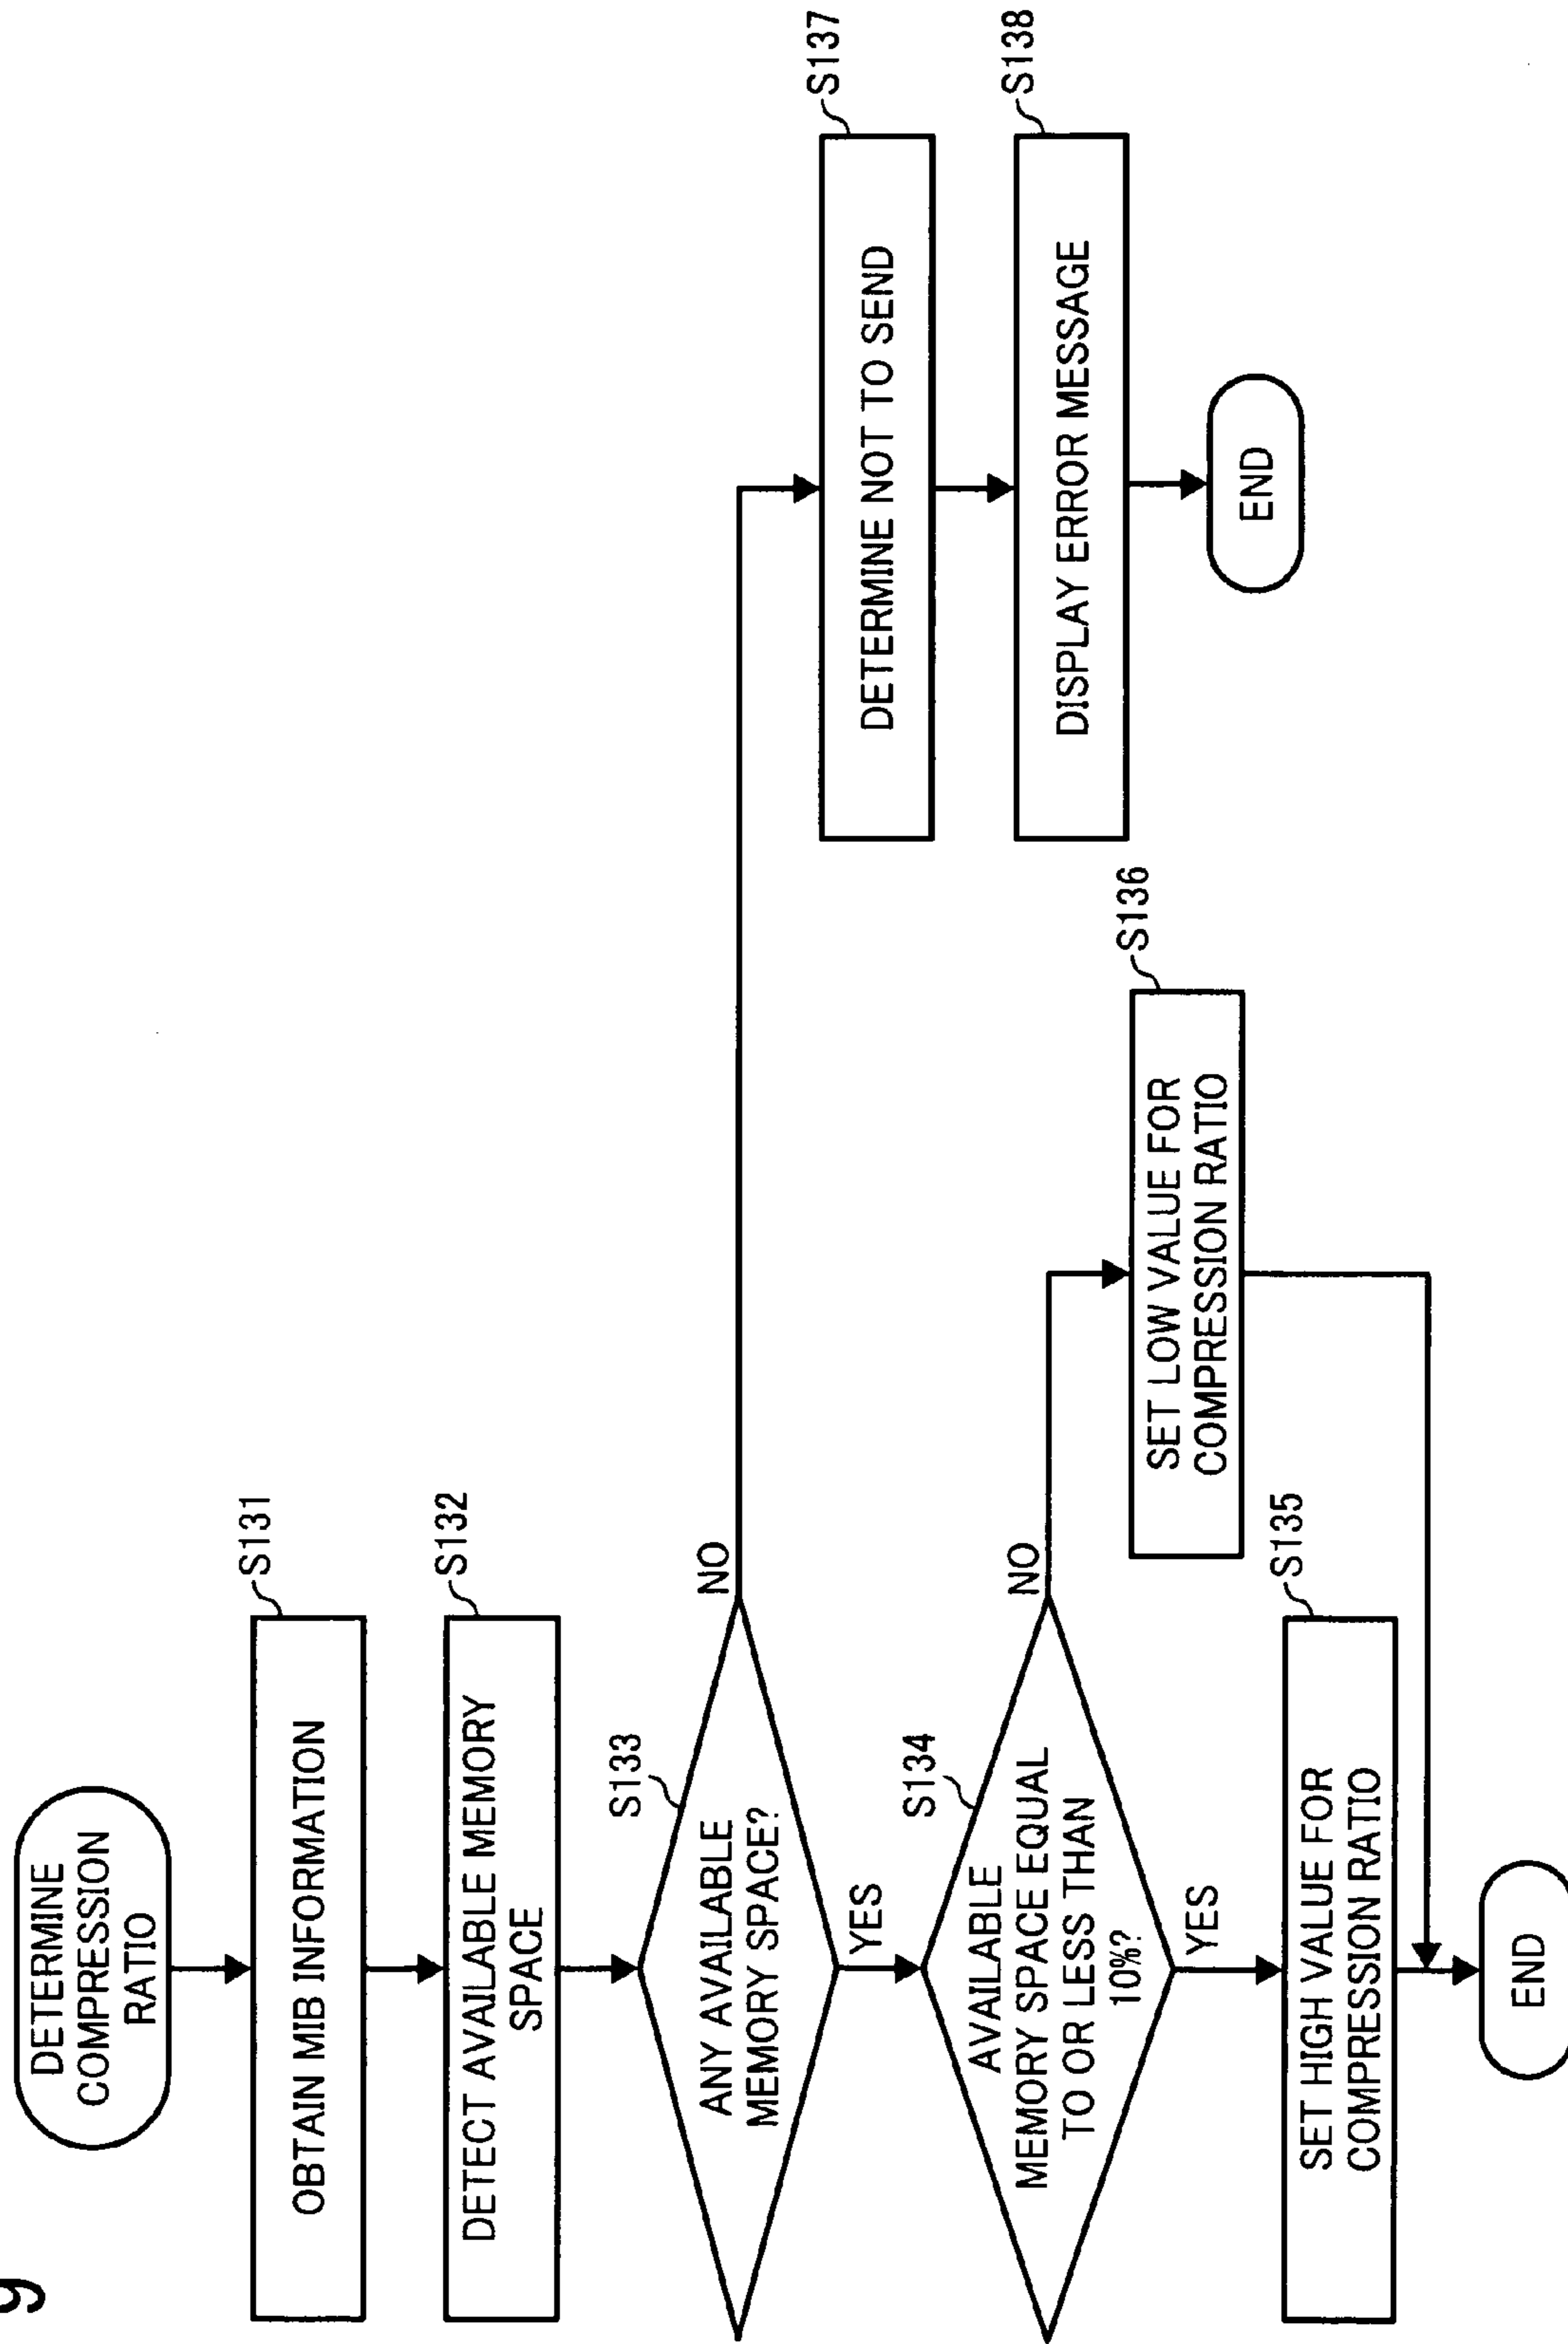 DETERMINE
COMPRESSION
RATIO
OBTAIN MIB INFORMATION
S131
DETECT AVAILABLE MEMORY
SPACE
S132
ANY AVAILABLE
MEMORY SPACE?
S133
NO
YES
AVAILABLE
MEMORY SPACE EQUAL
TO OR LESS THAN
10%?
S134
NO
YES
SET HIGH VALUE FOR
COMPRESSION RATIO
S135
END
SET LOW VALUE FOR
COMPRESSION RATIO
S136
DETERMINE NOT TO SEND
S137
DISPLAY ERROR MESSAGE
S138
END